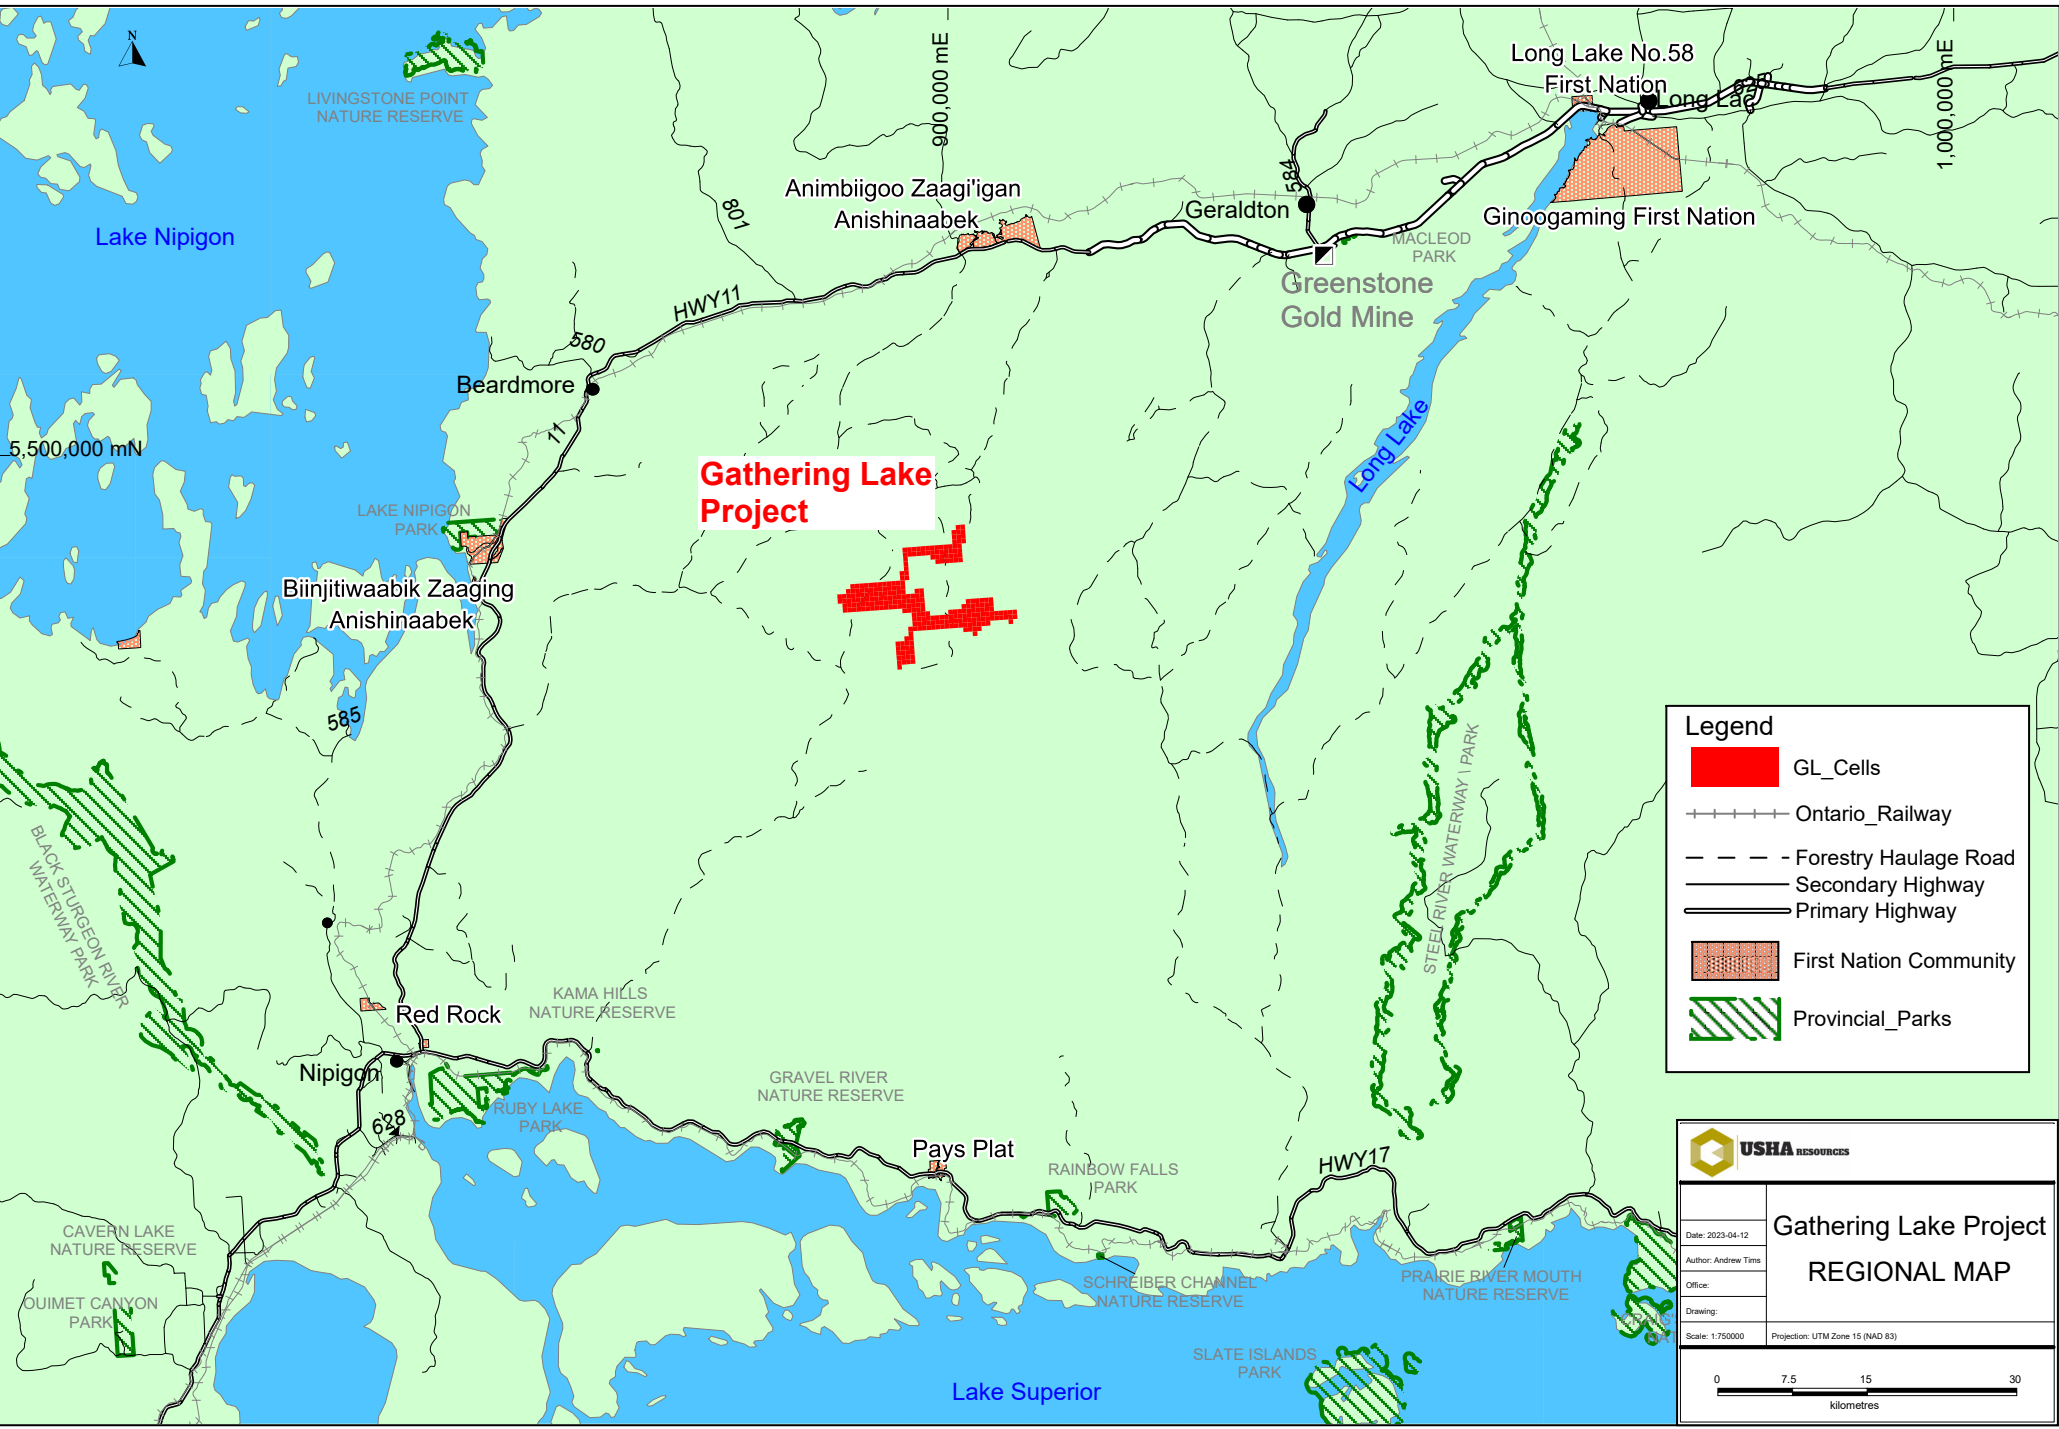 N
LIVINGSTONE POINT
NATURE RESERVE
900,000 mE
1,000,000 mE
Long Lake No.58
First Nation
625
Long Lac
584
Animbiigoo Zaagi'igan
Anishinaabek
801
Geraldton
Ginoogaming First Nation
MACLEOD
PARK
Lake Nipigon
Greenstone
Gold Mine
HWY11
580
Beardmore
11
5,500,000 mN
Long Lake
Gathering Lake
Project
LAKE NIPIGON
PARK
Biinjitiwaabik Zaaging
Anishinaabek
585
STEEL RIVER WATERWAY \ PARK
BLACK STURGEON RIVER
WATERWAY PARK
Legend
GL_Cells
Ontario_Railway
Forestry Haulage Road
Secondary Highway
Primary Highway
First Nation Community
Provincial_Parks
KAMA HILLS
NATURE RESERVE
Red Rock
Nipigon
628
RUBY LAKE
PARK
GRAVEL RIVER
NATURE RESERVE
Pays Plat
RAINBOW FALLS
PARK
HWY17
CAVERN LAKE
NATURE RESERVE
OUIMET CANYON
PARK
SCHREIBER CHANNEL
NATURE RESERVE
PRAIRIE RIVER MOUTH
NATURE RESERVE
SLATE ISLANDS
PARK
Lake Superior
USHA RESOURCES
Gathering Lake Project
REGIONAL MAP
Date: 2023-04-12
Author: Andrew Tims
Office:
Drawing:
Scale: 1:750000
Projection: UTM Zone 15 (NAD 83)
0 7.5 15 30
kilometres